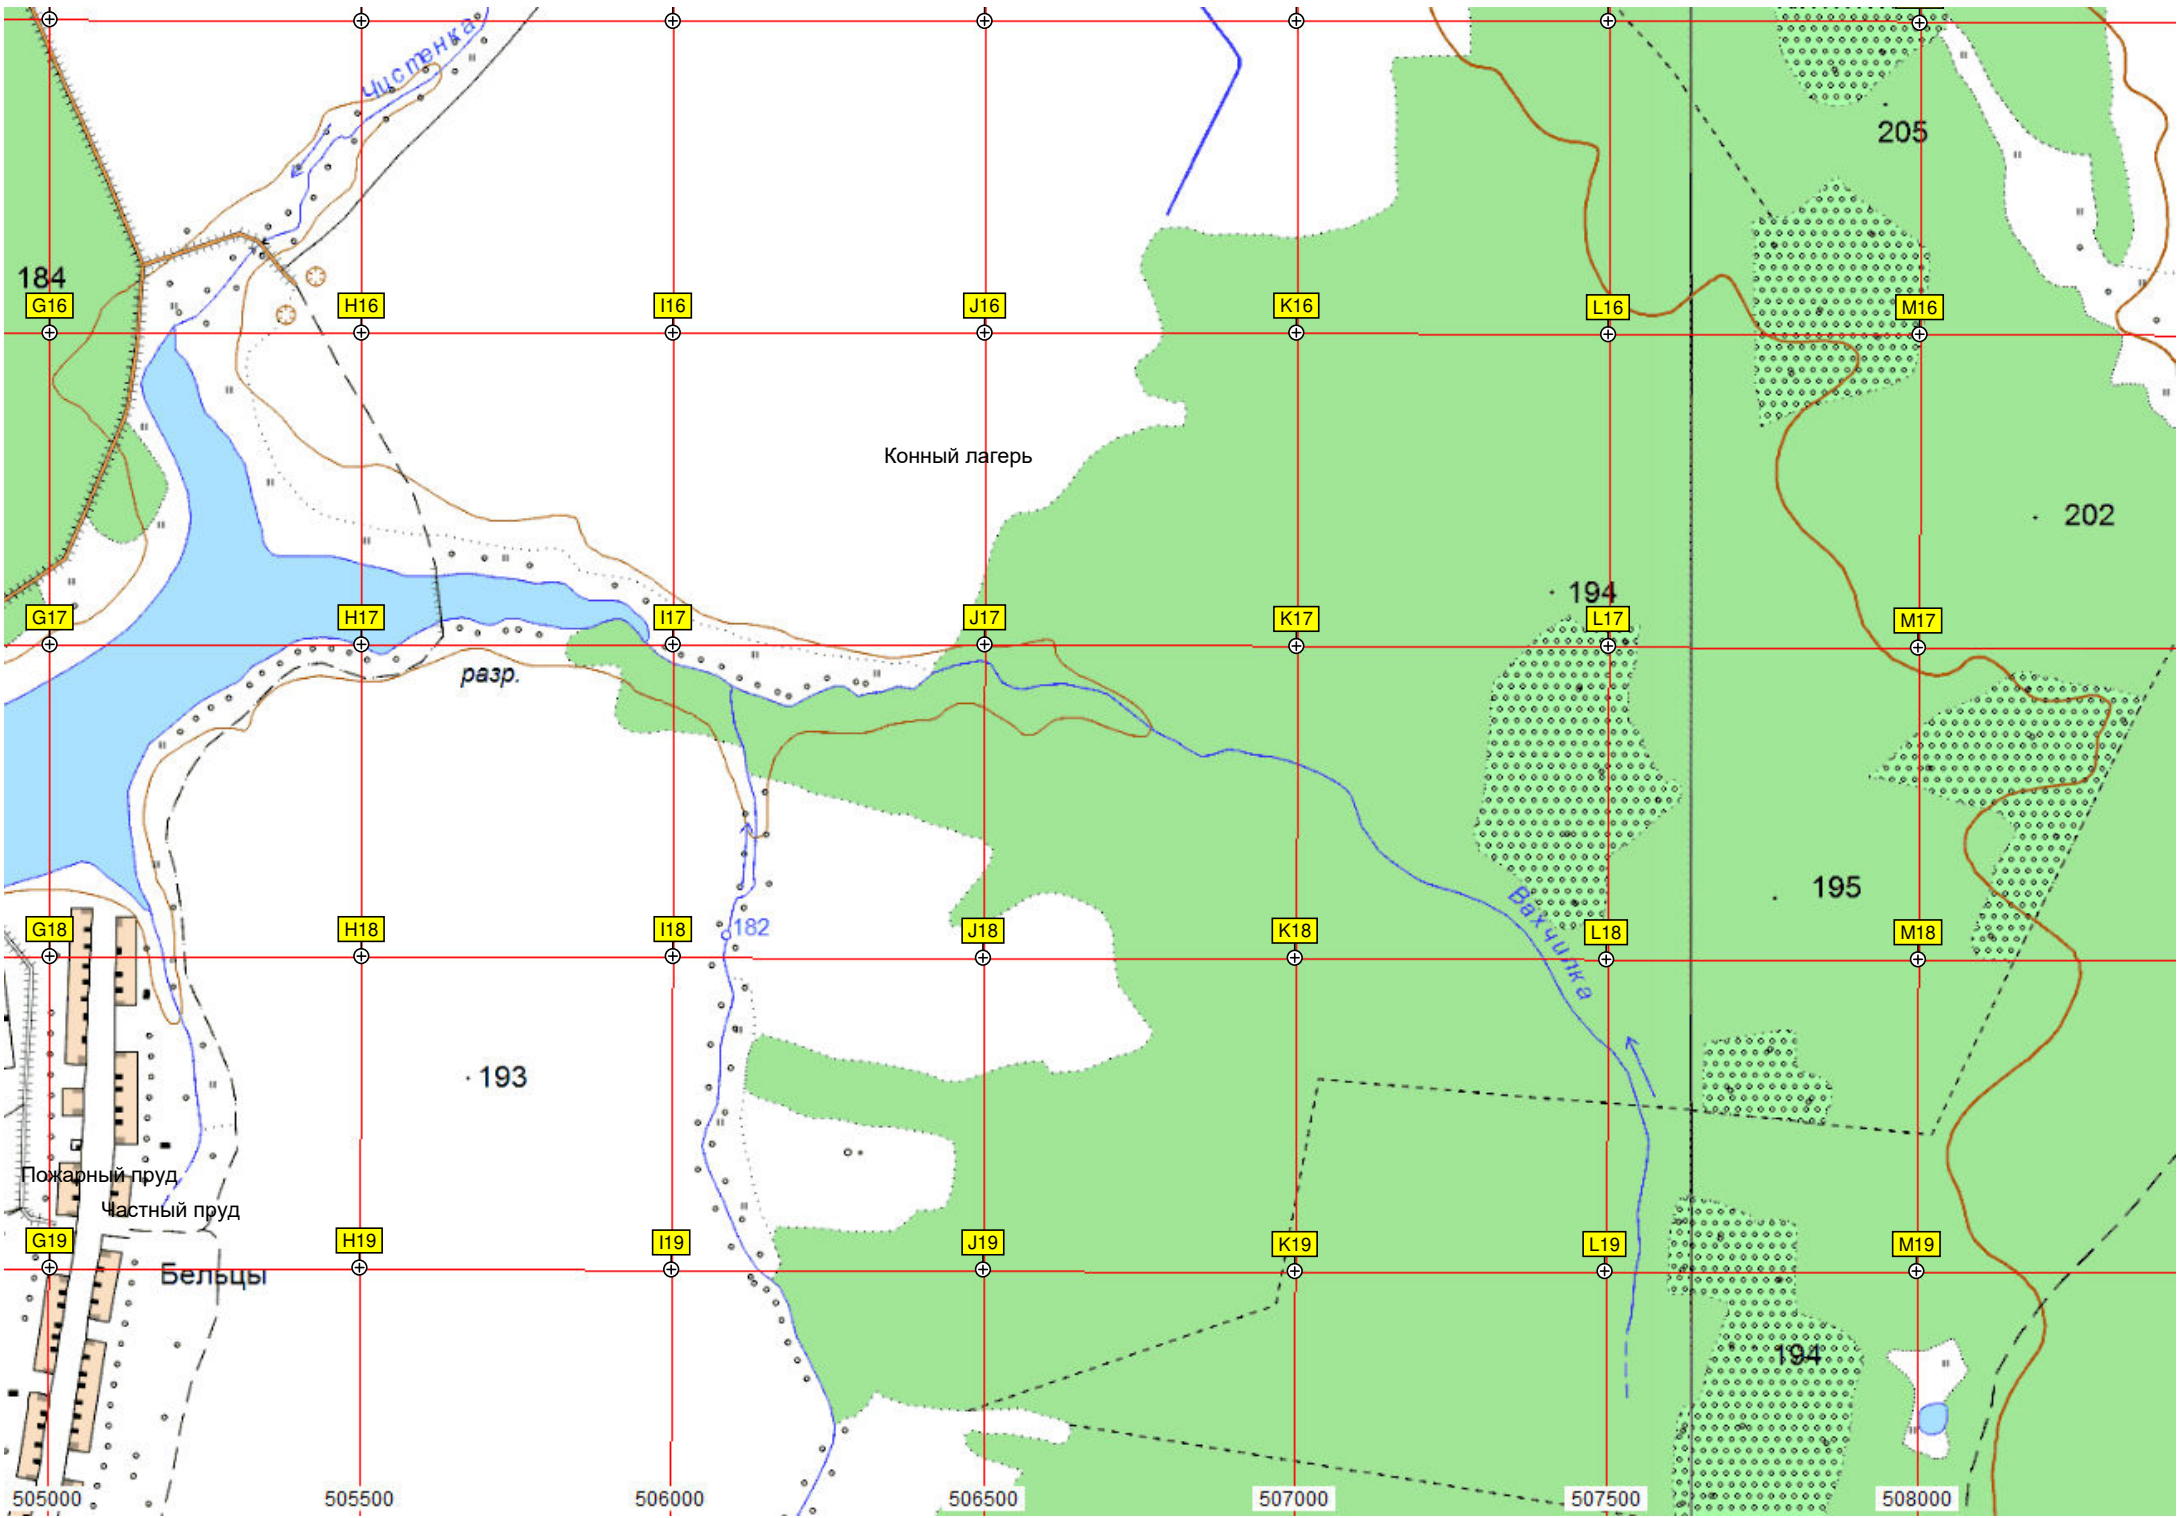 Чистенка
205
184
G16
H16
I16
J16
K16
L16
M16
Конный лагерь
202
194
G17
H17
I17
J17
K17
L17
M17
разр.
195
Вахчилка
G18
H18
I18
182
J18
K18
L18
M18
193
Пожарный пруд
Частный пруд
G19
H19
I19
J19
K19
L19
M19
Бельцы
194
505000
505500
506000
506500
507000
507500
508000